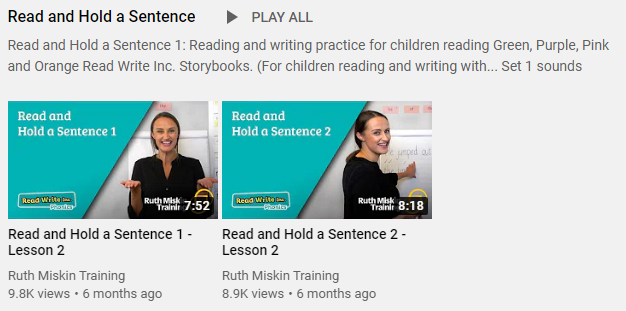 Read and Hold a Sentence PLAY ALL
Read and Hold a Sentence 1: Reading and writing practice for children reading Green, Purple, Pink
and Orange Read Write Inc. Storybooks. (For children reading and writing with... Set 1 sounds
Read and
Hold a Sentence 1
Read Write Inc.
Phonics
Ruth Misk
Trainin
7:52
Read and
Hold a Sentence 2
jumped out
Read Write Inc.
Phonics
Ruth Misk
Trainin
8:18
Read and Hold a Sentence 1 -
Lesson 2
Ruth Miskin Training
9.8K views • 6 months ago
Read and Hold a Sentence 2 -
Lesson 2
Ruth Miskin Training
8.9K views • 6 months ago